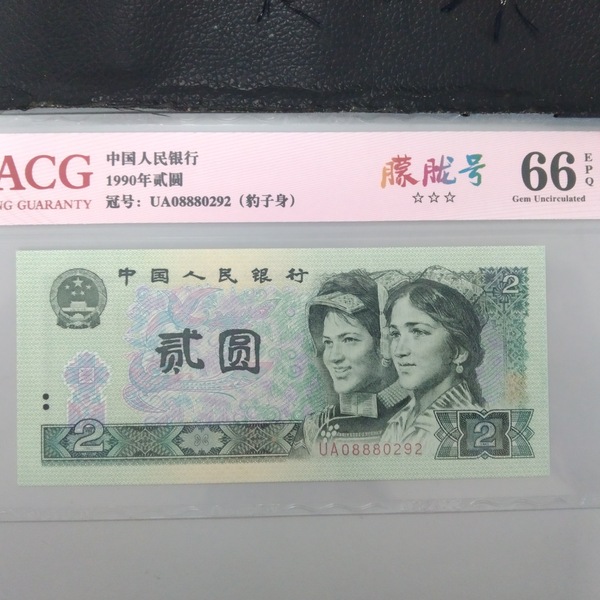 ACG
NG GUARANTY
中国人民银行
1990年贰圆
冠号：UA08880292（豹子身）
朦胧号
☆☆☆
66
EPQ
Gem Uncirculated
中国人民银行
贰圆
2
2
2
UA08880292